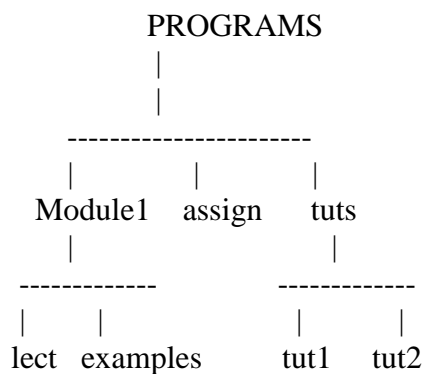 PROGRAMS
|
|
-----------------------
| | |
Module1 assign tuts
| |
------------- -------------
| | | |
lect examples tut1 tut2